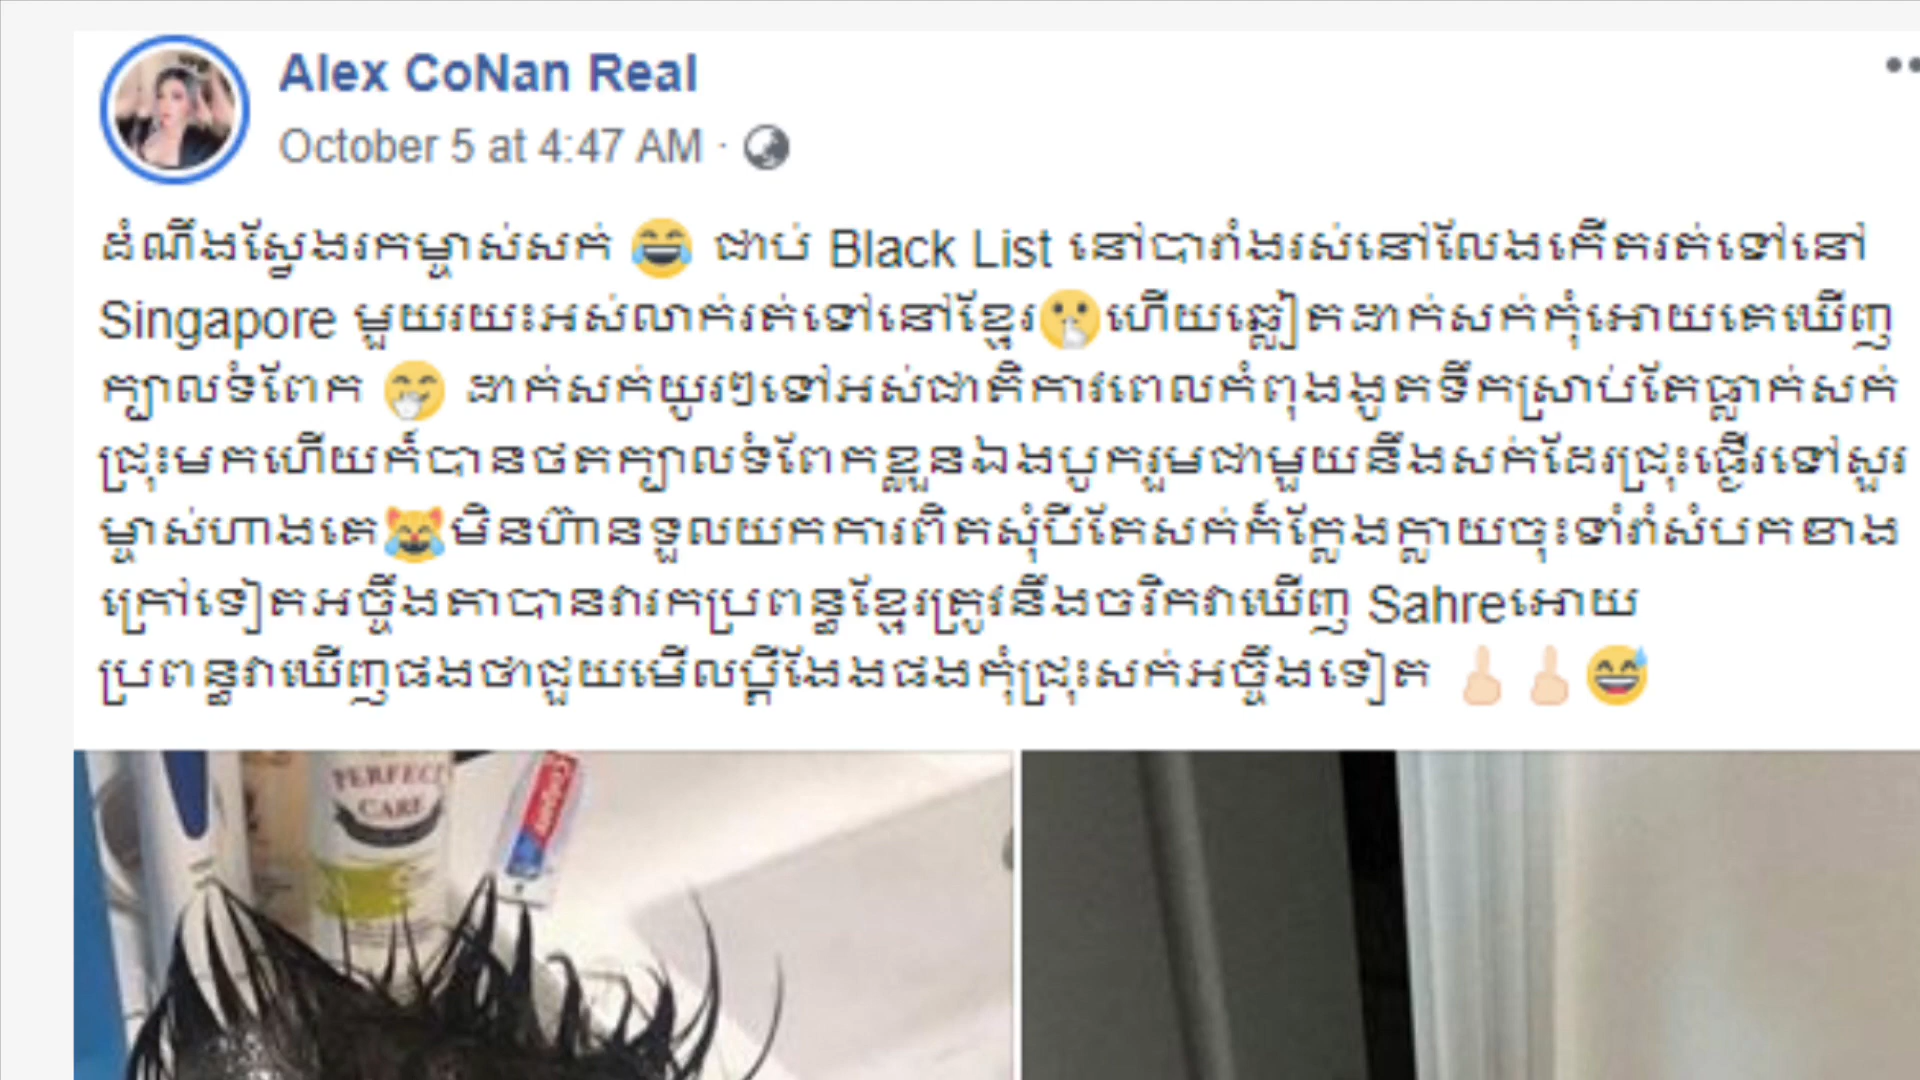 Alex CoNan Real
October 5 at 4:47 AM ·
ដំណឹងស្វែងរកម្ចាស់សក់ 😂 ជាប់ Black List នៅបារាំងរស់នៅលែងកើតរត់ទៅនៅ
Singapore មួយរយះអស់លាក់រត់ទៅនៅខ្មែរ🤫ហើយឆ្លៀតដាក់សក់កុំអោយគេឃើញ
ក្បាលទំពែក 🤭 ដាក់សក់យូរៗទៅអស់ជាតិកាវពេលកំពុងងូតទឹកស្រាប់តែធ្លាក់សក់
ជ្រុះមកហើយក៏បានថតក្បាលទំពែកខ្លួនឯងបូករួមជាមួយនឹងសក់ដែរជ្រុះផ្ញើរទៅសួរ
ម្ចាស់ហាងគេ😹មិនហ៊ានទទួលយកការពិតសុំបីតែសក់ក៏ក្លែងក្លាយចុះទាំរាំសំបកខាង
ក្រៅទៀតអញ្ចឹងតាបានវារកប្រពន្ធខ្មែរត្រូវនឹងចរិកវាឃើញ Sahreអោយ
ប្រពន្ធវាឃើញផងថាជួយមើលប្ដីងែងផងកុំជ្រុះសក់អញ្ចឹងទៀត 🖕🏻🖕🏻😅
PERFECT
CARE
Colgate